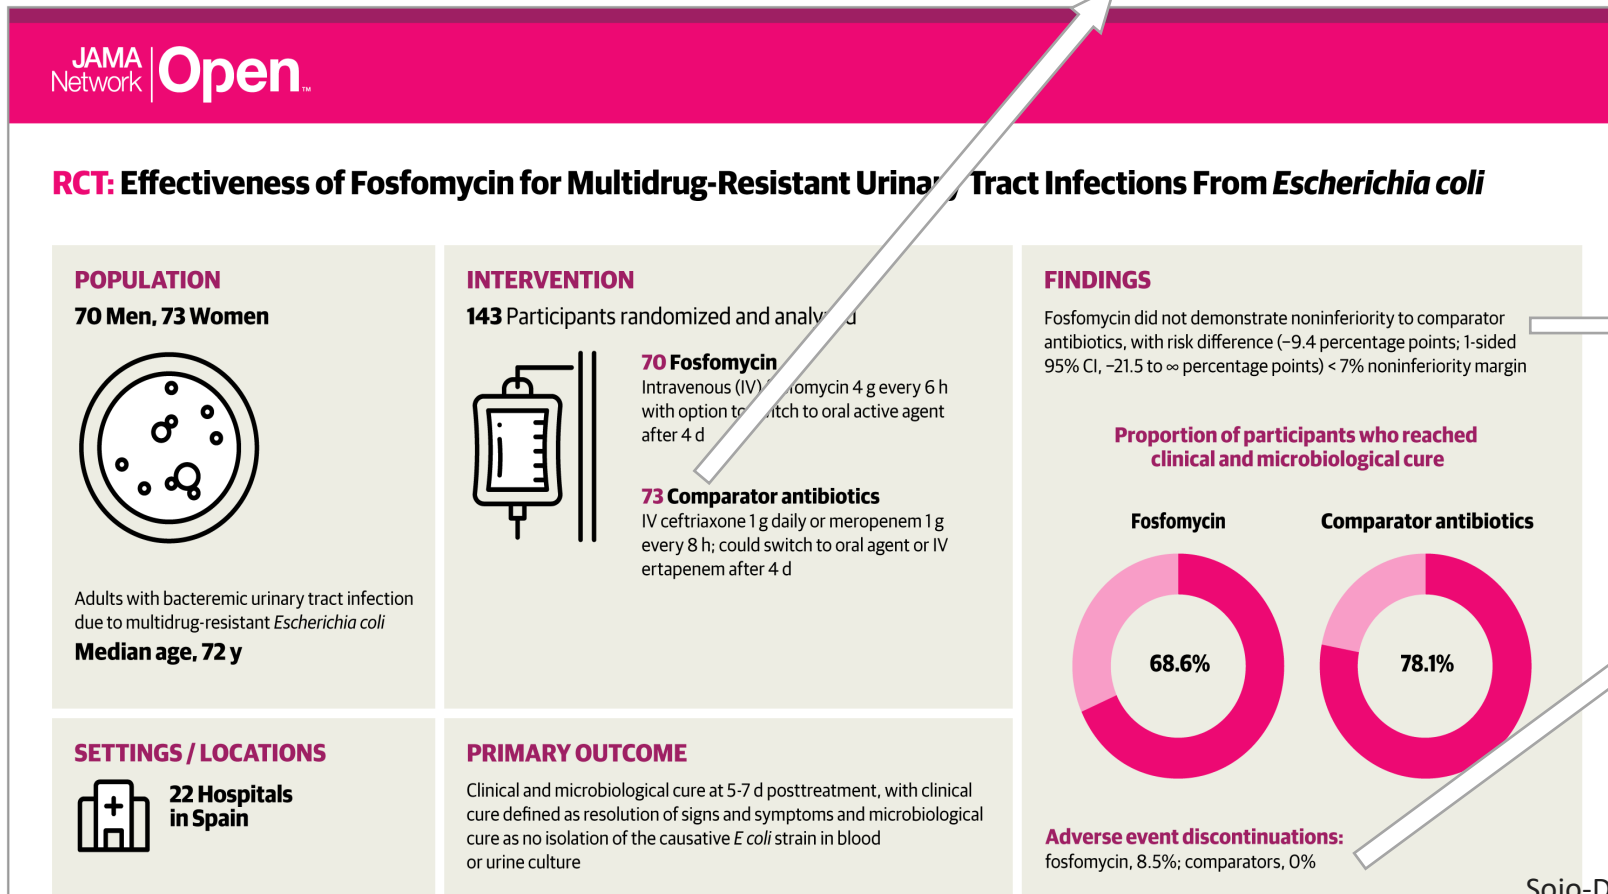 JAMA
Network
Open™
RCT: Effectiveness of Fosfomycin for Multidrug-Resistant Tract Infections From Escherichia coli
POPULATION
70 Men, 73 Women
Adults with bacteremic urinary tract infection
due to multidrug-resistant Escherichia coli
Median age, 72 y
INTERVENTION
143 Participants randomized and
70 Fosfomycin
Intravenous (IV) 4 g every 6 h
with option to oral active agent
after 4 d
73 Comparator antibiotics
IV ceftriaxone 1 g daily or meropenem 1 g
every 8 h; could switch to oral agent or IV
ertapenem after 4 d
FINDINGS
Fosfomycin did not demonstrate noninferiority to comparator
antibiotics, with risk difference (−9.4 percentage points; 1-sided
95% CI, −21.5 to ∞ percentage points) < 7% noninferiority margin
Proportion of participants who reached
clinical and microbiological cure
Fosfomycin
Comparator antibiotics
68.6%
78.1%
Adverse event discontinuations:
fosfomycin, 8.5%; comparators, 0%
SETTINGS / LOCATIONS
22 Hospitals
in Spain
PRIMARY OUTCOME
Clinical and microbiological cure at 5-7 d posttreatment, with clinical
cure defined as resolution of signs and symptoms and microbiological
cure as no isolation of the causative E coli strain in blood
or urine culture